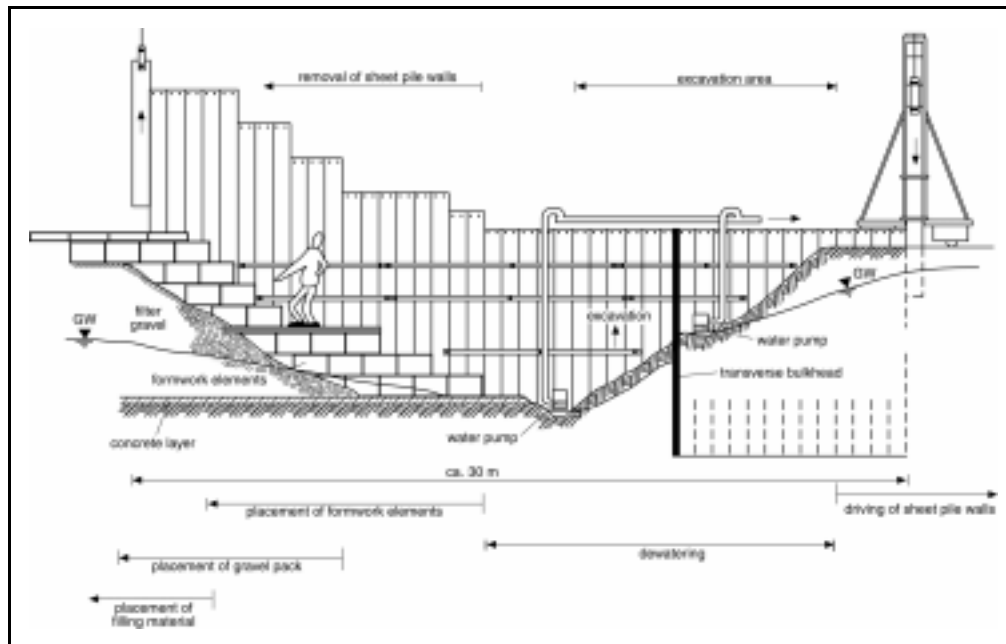 removal of sheet pile walls
excavation area
GW
filter
gravel
GW
excavation
water pump
formwork elements
transverse bulkhead
concrete layer
water pump
ca. 30 m
placement of formwork elements
driving of sheet pile walls
placement of gravel pack
dewatering
placement of
filling material